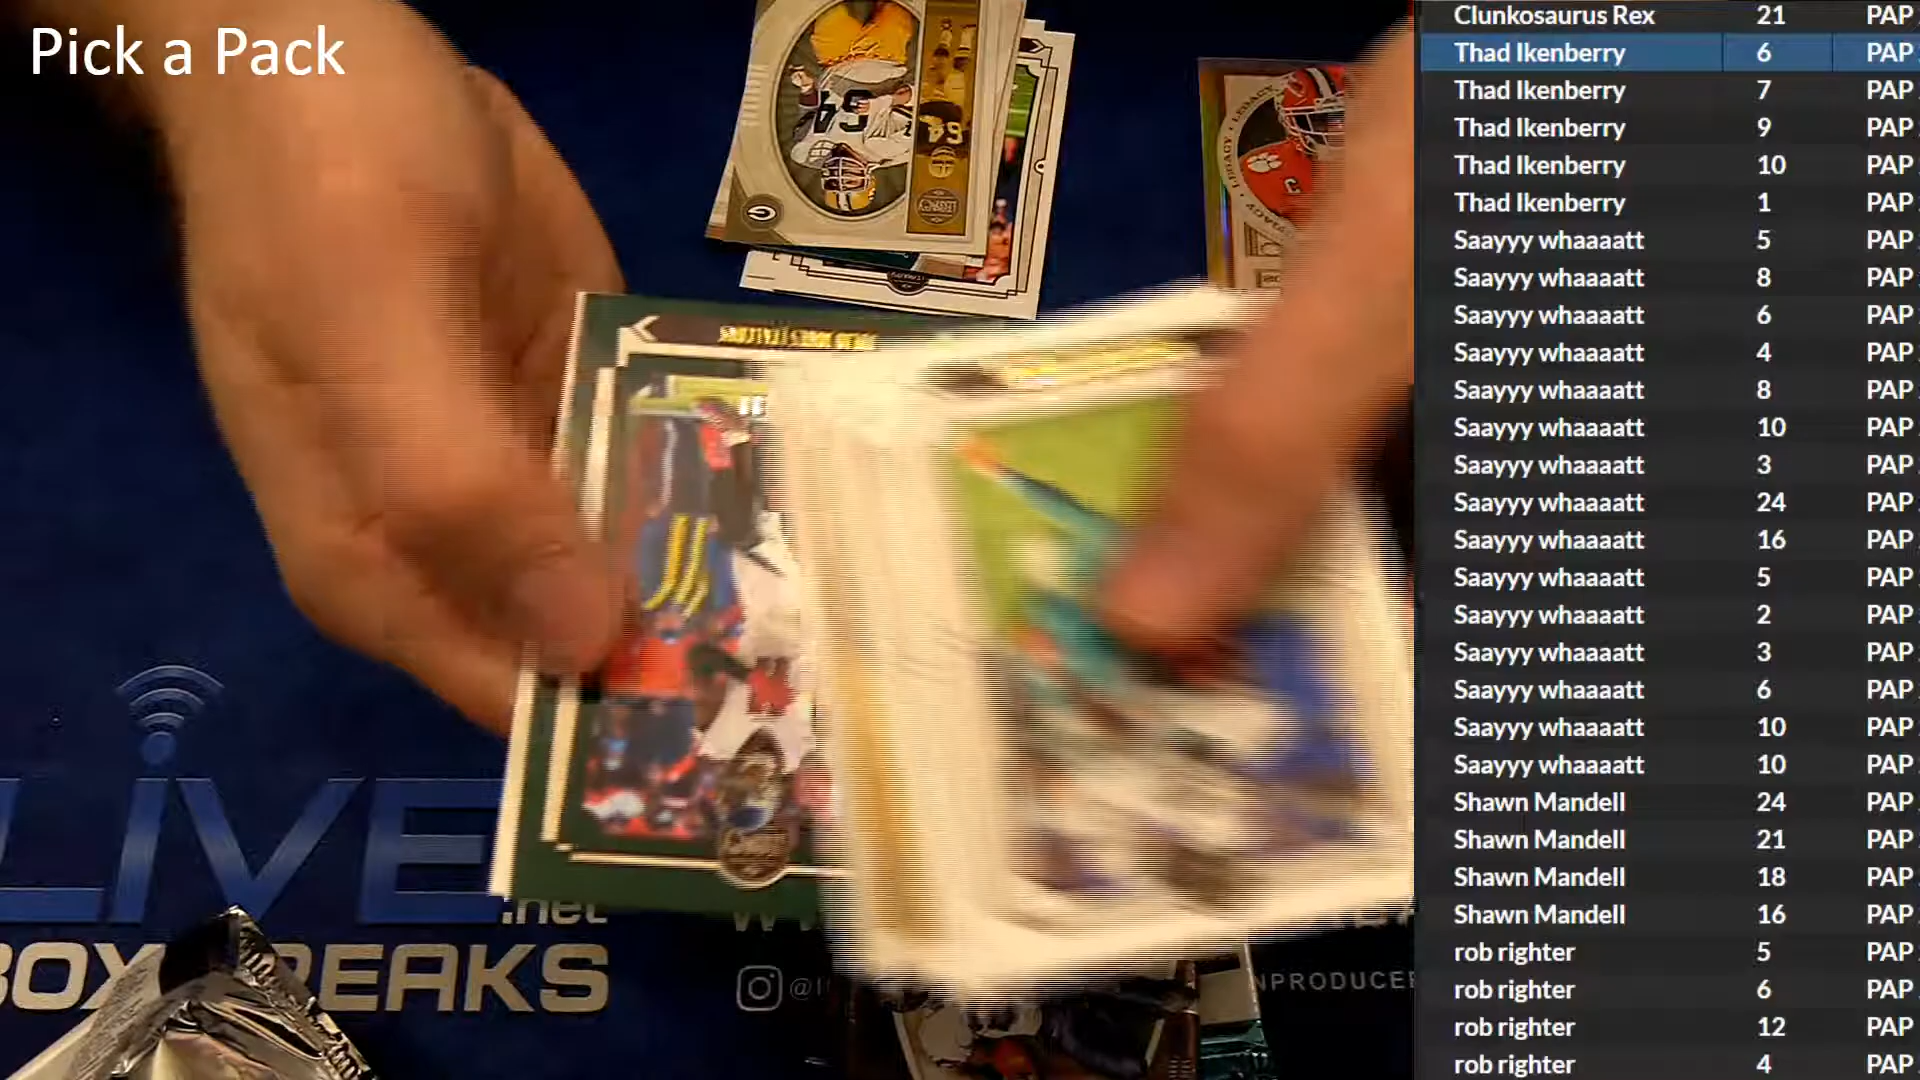 Pick a Pack
Clunkosaurus Rex 21 PAP
Thad Ikenberry 6 PAP
Thad Ikenberry 7 PAP
Thad Ikenberry 9 PAP
Thad Ikenberry 10 PAP
Thad Ikenberry 1 PAP
Saayyy whaaaatt 5 PAP
Saayyy whaaaatt 8 PAP
Saayyy whaaaatt 6 PAP
Saayyy whaaaatt 4 PAP
Saayyy whaaaatt 8 PAP
Saayyy whaaaatt 10 PAP
Saayyy whaaaatt 3 PAP
Saayyy whaaaatt 24 PAP
Saayyy whaaaatt 16 PAP
Saayyy whaaaatt 5 PAP
Saayyy whaaaatt 2 PAP
Saayyy whaaaatt 3 PAP
Saayyy whaaaatt 6 PAP
Saayyy whaaaatt 10 PAP
Saayyy whaaaatt 10 PAP
Shawn Mandell 24 PAP
Shawn Mandell 21 PAP
Shawn Mandell 18 PAP
Shawn Mandell 16 PAP
rob righter 5 PAP
rob righter 6 PAP
rob righter 12 PAP
rob righter 4 PAP
LEGACY LEGACY
C
64
64
LEGACY
LIVE
.net